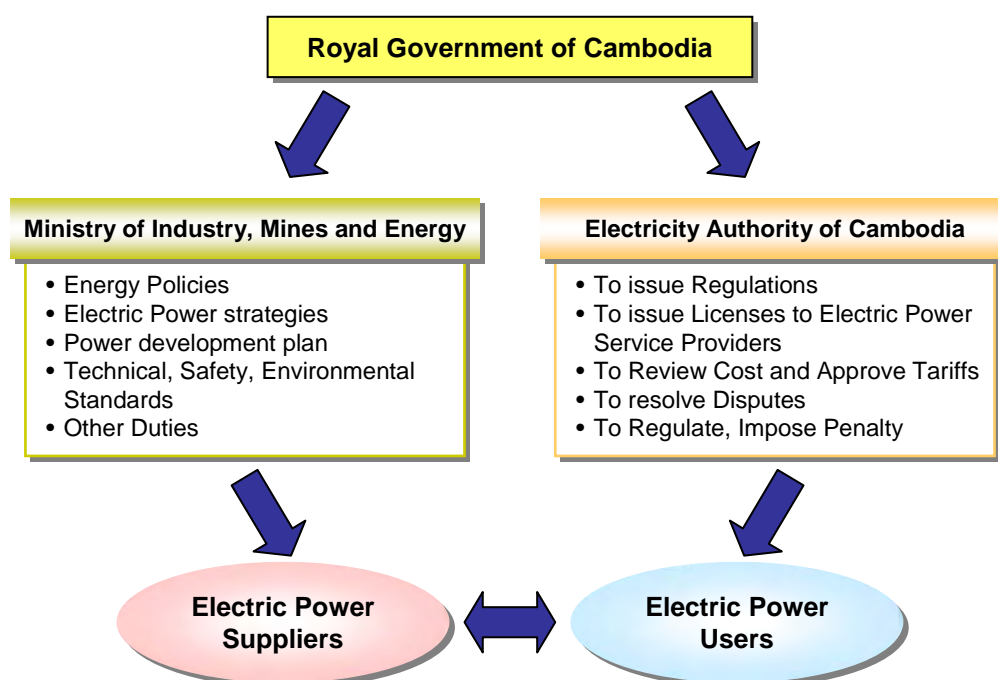 Royal Government of Cambodia
Ministry of Industry, Mines and Energy
• Energy Policies
• Electric Power strategies
• Power development plan
• Technical, Safety, Environmental
Standards
• Other Duties
Electricity Authority of Cambodia
• To issue Regulations
• To issue Licenses to Electric Power
Service Providers
• To Review Cost and Approve Tariffs
• To resolve Disputes
• To Regulate, Impose Penalty
Electric Power
Suppliers
Electric Power
Users